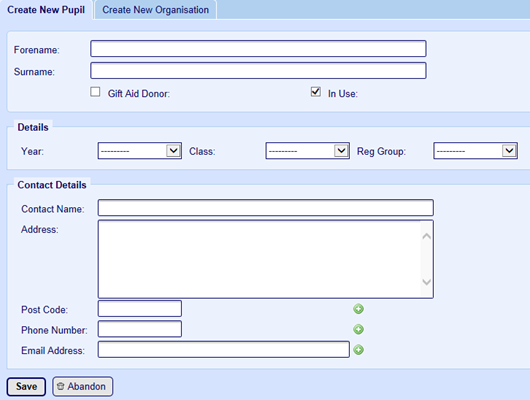 Create New Pupil Create New Organisation
Forename:
Surname:
Gift Aid Donor: In Use:
Details
Year: --------- Class: --------- Reg Group: ---------
Contact Details
Contact Name:
Address:
Post Code:
Phone Number:
Email Address:
Save Abandon